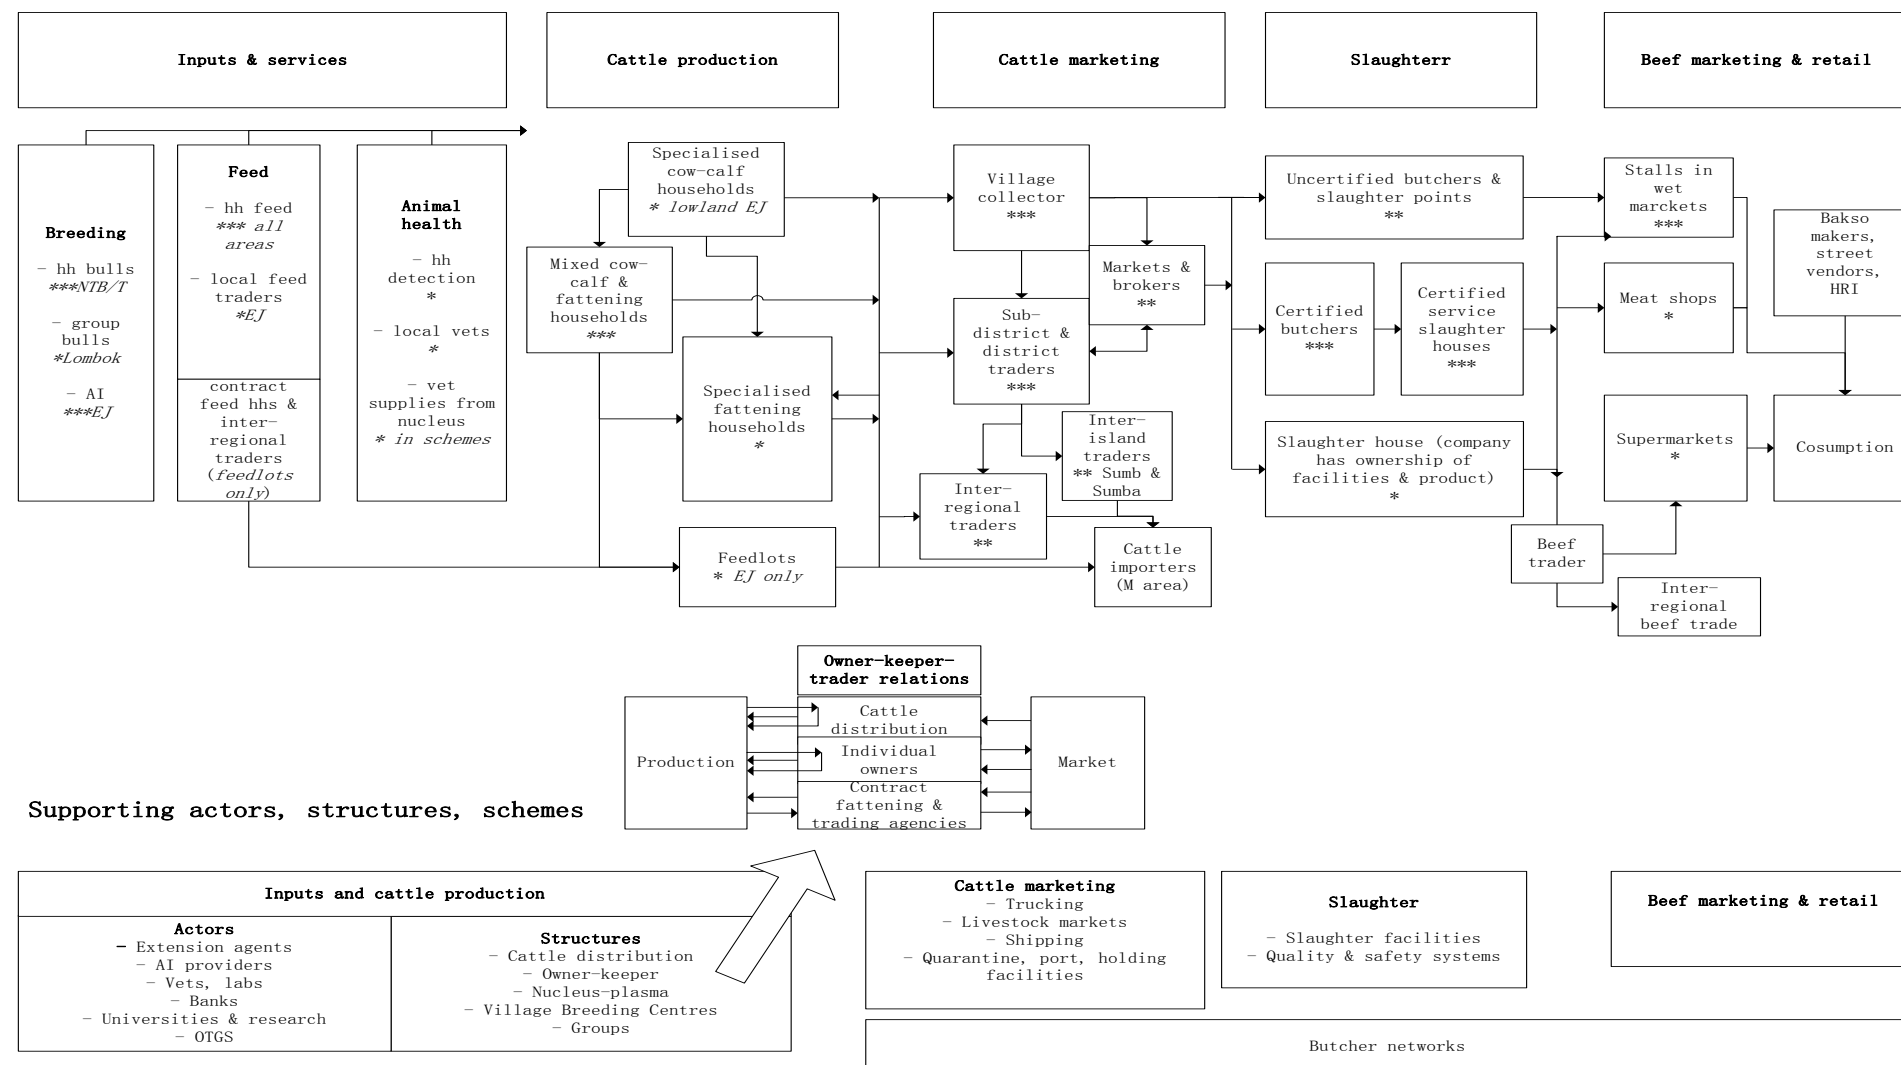 Inputs & services
Cattle production
Cattle marketing
Slaughterr
Beef marketing & retail
Breeding
- hh bulls
***NTB/T
- group
bulls
*Lombok
- AI
***EJ
Feed
- hh feed
*** all
areas
- local feed
traders
*EJ
contract
feed hhs &
inter-
regional
traders
(feedlots
only)
Animal
health
- hh
detection
*
- local vets
*
- vet
supplies from
nucleus
* in schemes
Specialised
cow-calf
households
* lowland EJ
Mixed cow-
calf &
fattening
households
***
Specialised
fattening
households
*
Feedlots
* EJ only
Village
collector
***
Markets &
brokers
**
Sub-
district &
district
traders
***
Inter-
island
traders
** Sumb &
Sumba
Inter-
regional
traders
**
Cattle
importers
(M area)
Uncertified butchers &
slaughter points
**
Certified
butchers
***
Certified
service
slaughter
houses
***
Slaughter house (company
has ownership of
facilities & product)
*
Beef
trader
Stalls in
wet
marckets
***
Meat shops
*
Supermarkets
*
Inter-
regional
beef trade
Bakso
makers,
street
vendors,
HRI
Cosumption
Owner-keeper-
trader relations
Production
Cattle
distribution
Individual
owners
Contract
fattening &
trading agencies
Market
Supporting actors, structures, schemes
Inputs and cattle production
Actors
- Extension agents
- AI providers
- Vets, labs
- Banks
- Universities & research
- OTGS
Structures
- Cattle distribution
- Owner-keeper
- Nucleus-plasma
- Village Breeding Centres
- Groups
Cattle marketing
- Trucking
- Livestock markets
- Shipping
- Quarantine, port, holding
facilities
Slaughter
- Slaughter facilities
- Quality & safety systems
Beef marketing & retail
Butcher networks